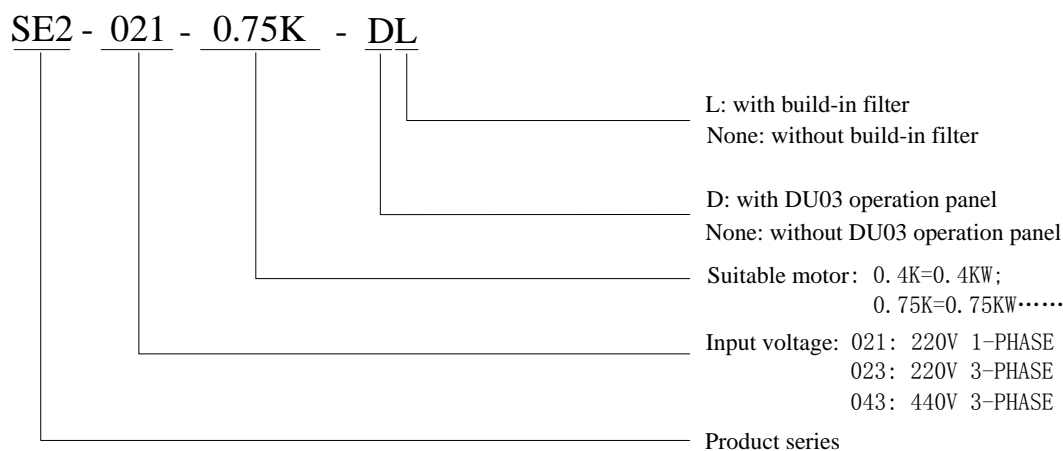 SE2 - 021 - 0.75K - DL
L: with build-in filter
None: without build-in filter
D: with DU03 operation panel
None: without DU03 operation panel
Suitable motor: 0.4K=0.4KW;
0.75K=0.75KW······
Input voltage: 021: 220V 1-PHASE
023: 220V 3-PHASE
043: 440V 3-PHASE
Product series